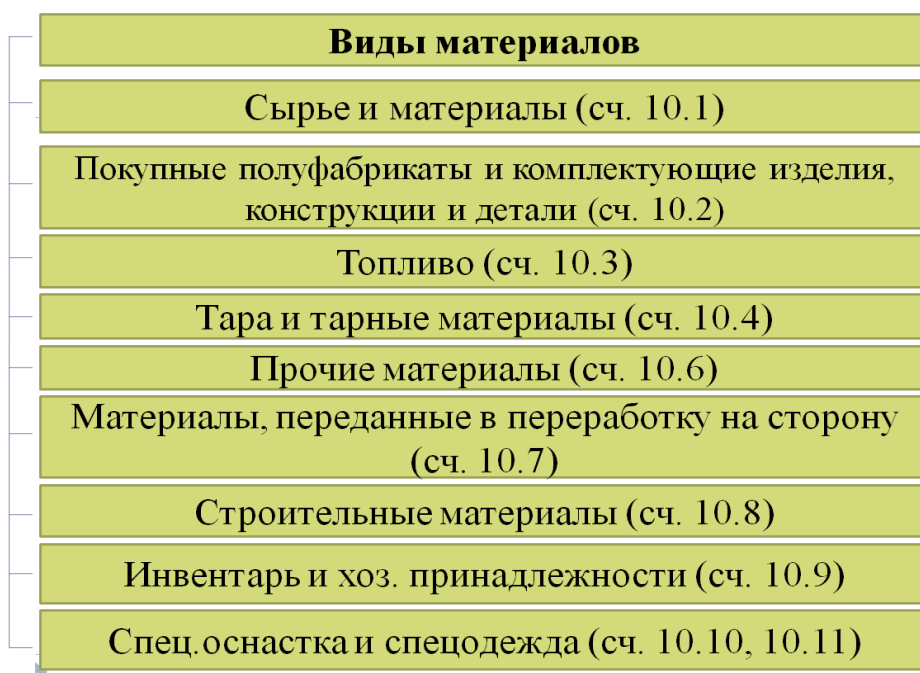 Виды материалов
Сырье и материалы (сч. 10.1)
Покупные полуфабрикаты и комплектующие изделия,
конструкции и детали (сч. 10.2)
Топливо (сч. 10.3)
Тара и тарные материалы (сч. 10.4)
Прочие материалы (сч. 10.6)
Материалы, переданные в переработку на сторону
(сч. 10.7)
Строительные материалы (сч. 10.8)
Инвентарь и хоз. принадлежности (сч. 10.9)
Спец.оснастка и спецодежда (сч. 10.10, 10.11)